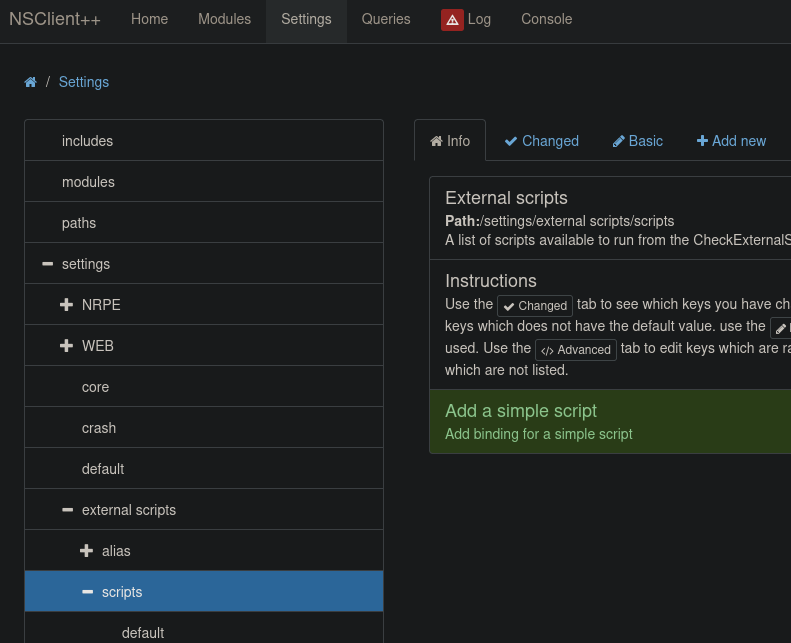 NSClient++ Home Modules Settings Queries Log Console
/ Settings
includes
modules
paths
settings
NRPE
WEB
core
crash
default
external scripts
alias
scripts
default
Info Changed Basic Add new
External scripts
Path:/settings/external scripts/scripts
A list of scripts available to run from the CheckExternalS
Instructions
Use the Changed tab to see which keys you have ch
keys which does not have the default value. use the
used. Use the </> Advanced tab to edit keys which are ra
which are not listed.
Add a simple script
Add binding for a simple script